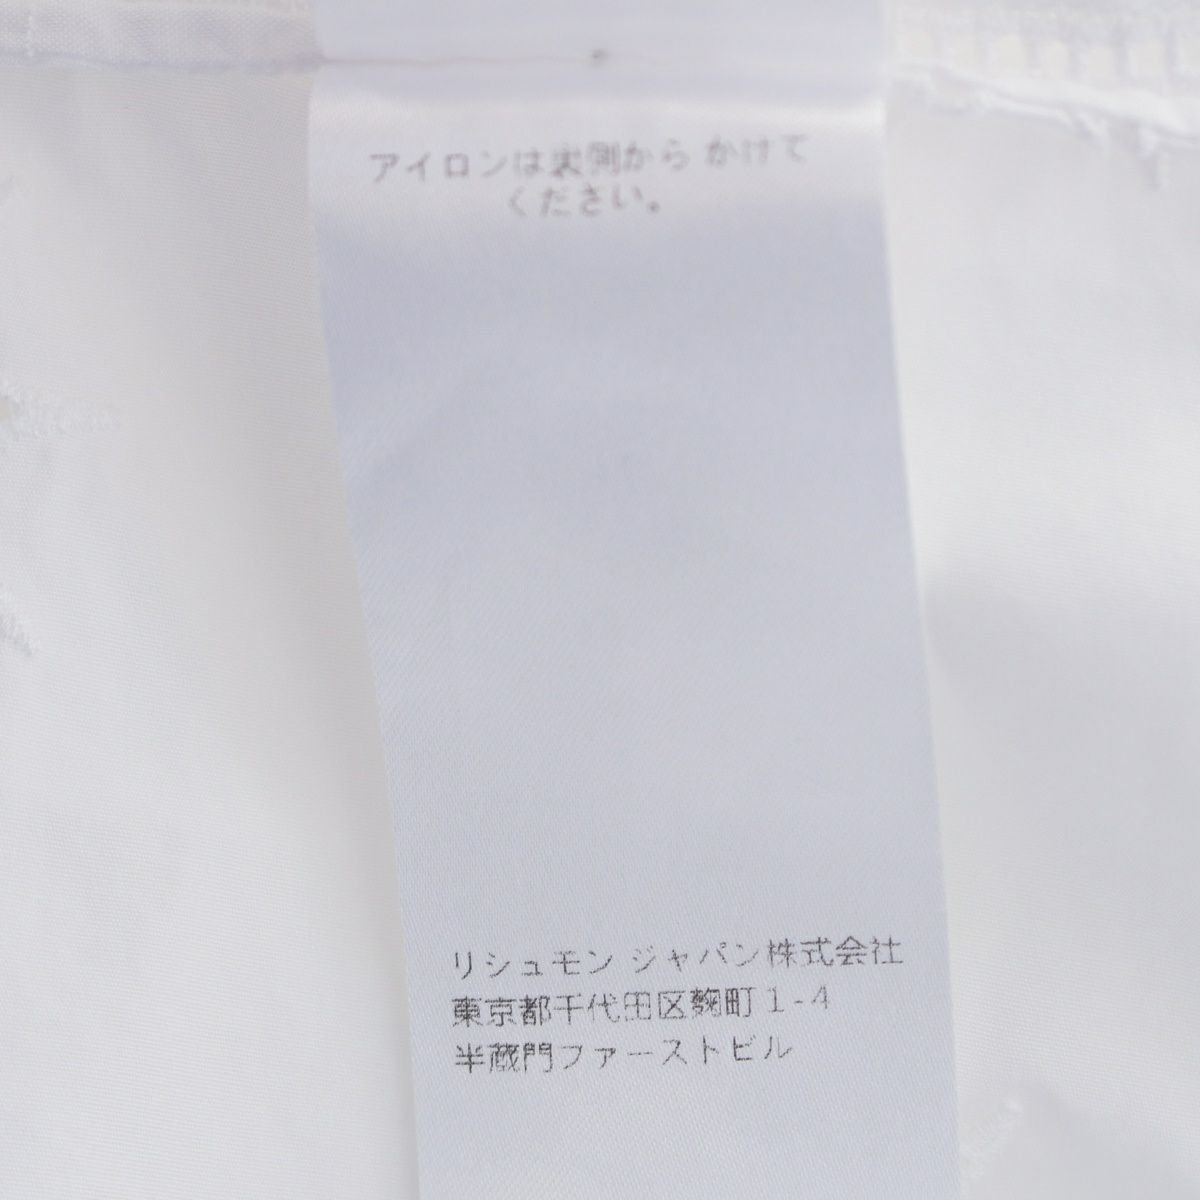 アイロンは裏側から かけて
ください。
リシュモン ジャパン株式会社
東京都千代田区麹町1-4
半蔵門ファーストビル